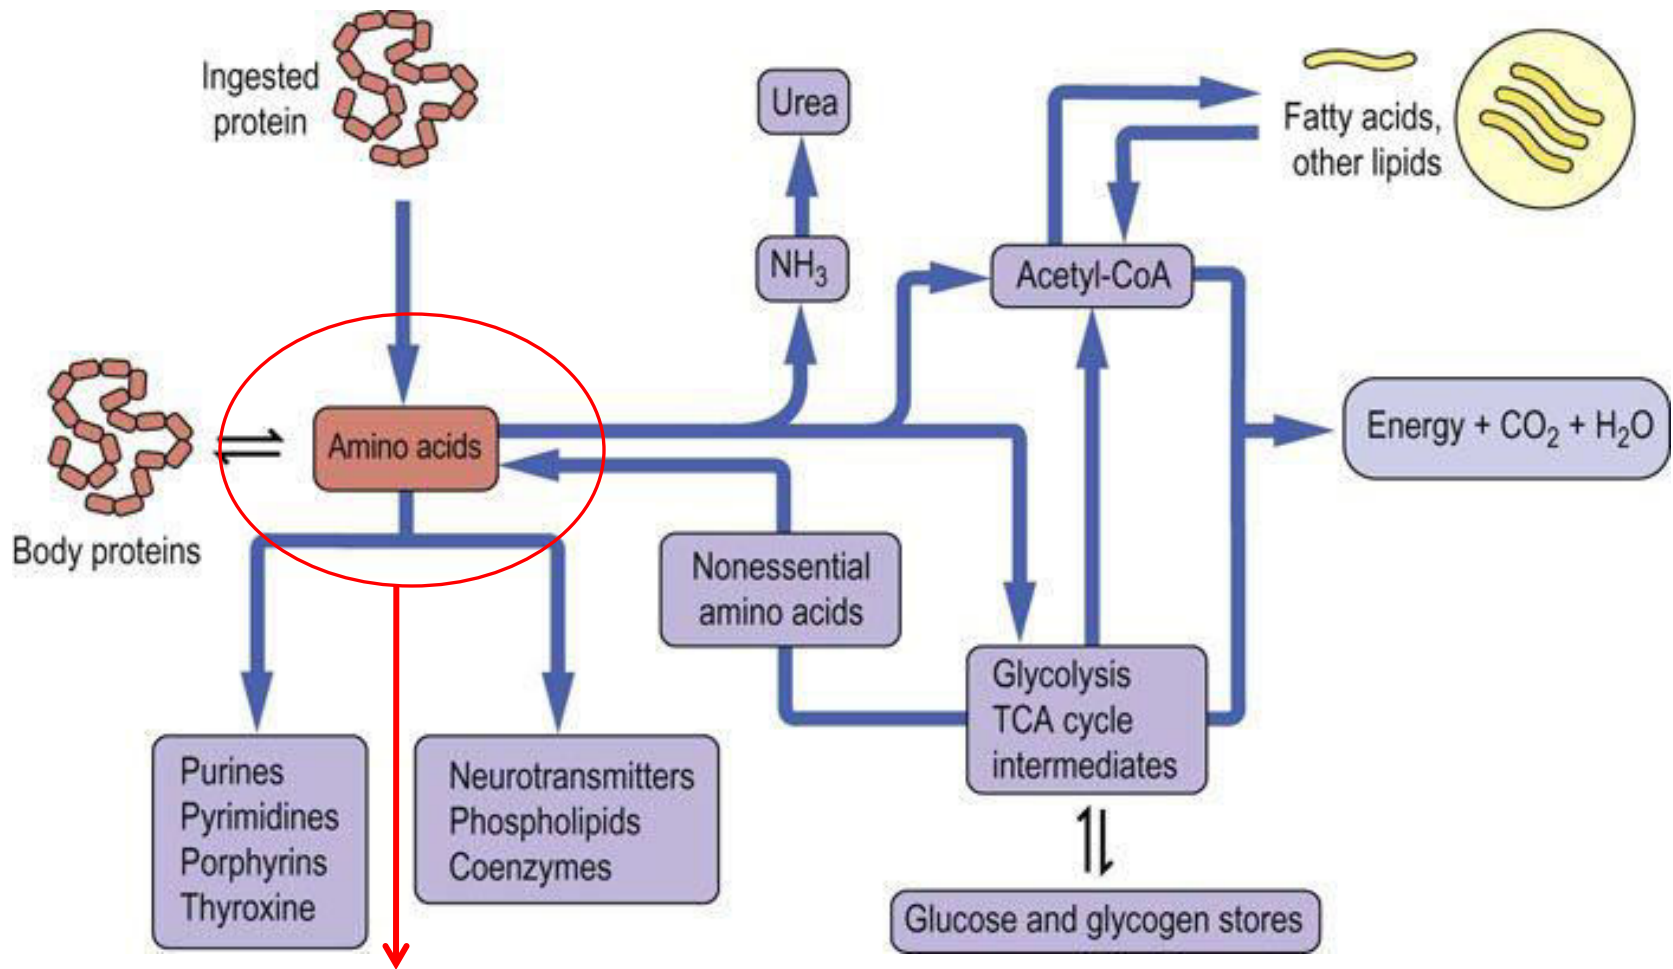 Ingested
protein
Urea
Fatty acids,
other lipids
NH₃
Acetyl-CoA
Amino acids
Energy + CO₂ + H₂O
Body proteins
Nonessential
amino acids
Glycolysis
TCA cycle
intermediates
Purines
Pyrimidines
Porphyrins
Thyroxine
Neurotransmitters
Phospholipids
Coenzymes
Glucose and glycogen stores